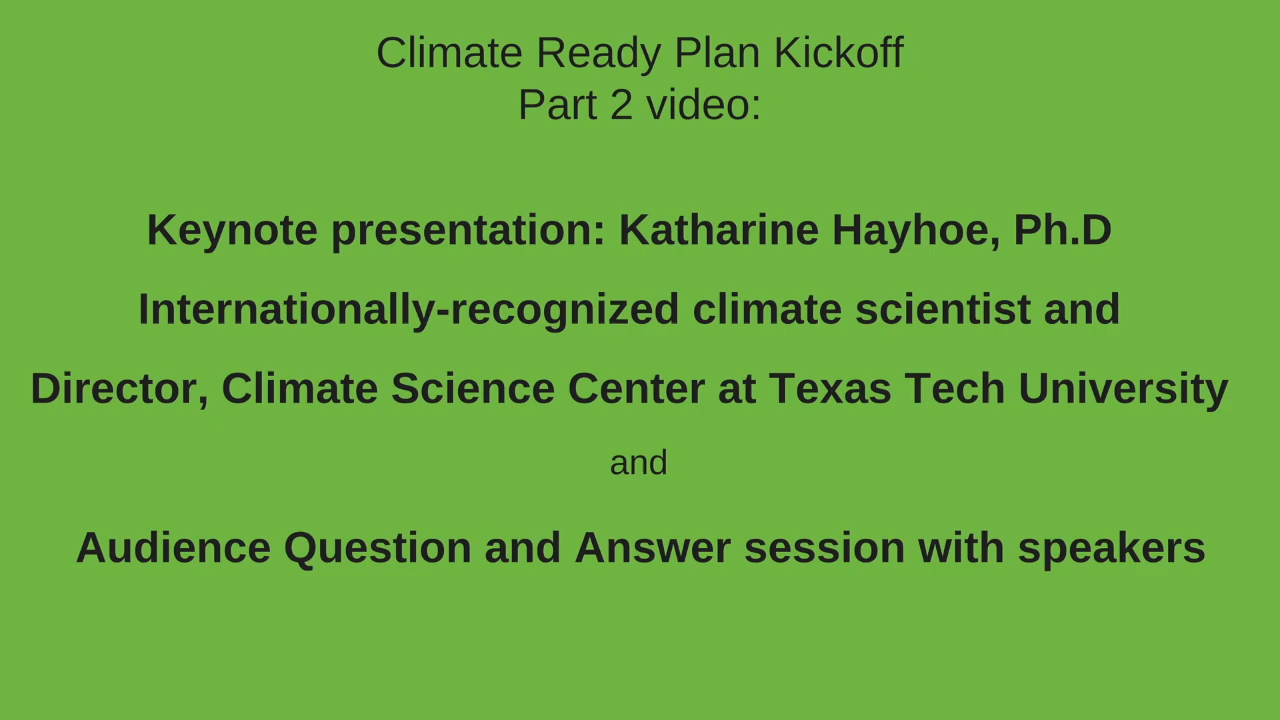 Climate Ready Plan Kickoff
Part 2 video:
Keynote presentation: Katharine Hayhoe, Ph.D
Internationally-recognized climate scientist and
Director, Climate Science Center at Texas Tech University
and
Audience Question and Answer session with speakers